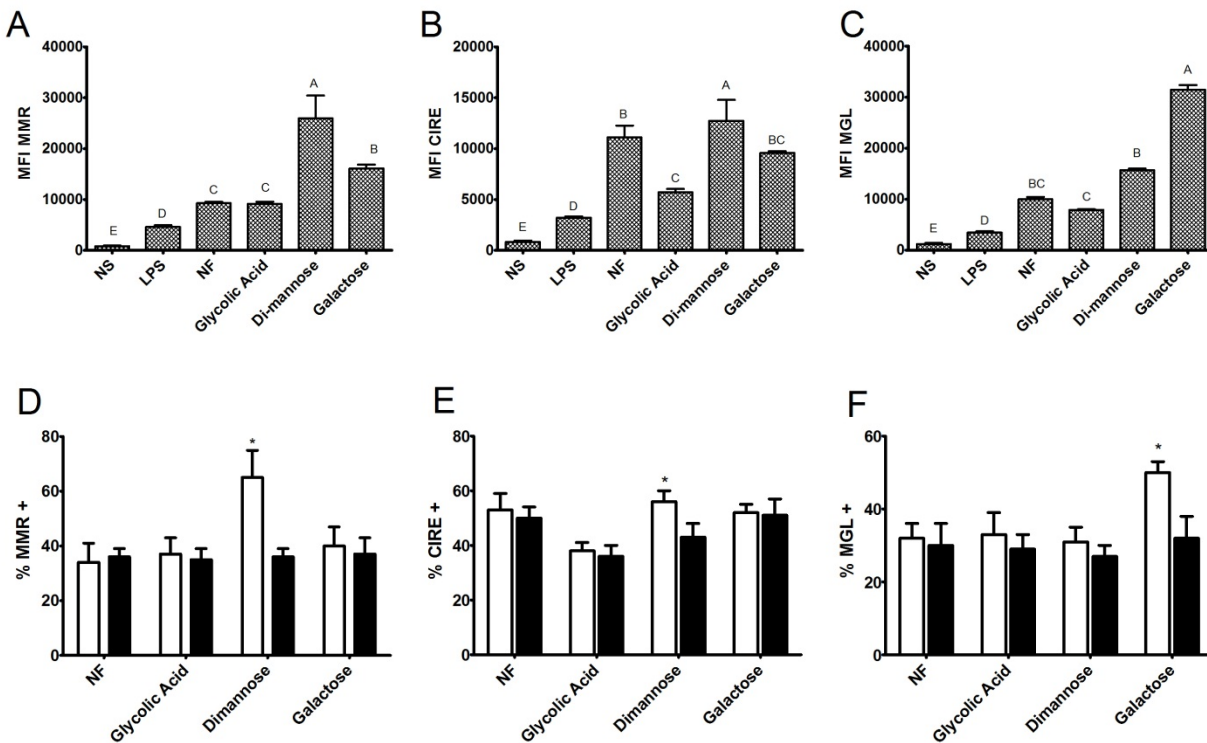 A
MFI MMR
40000
30000
20000
10000
0
E
D
C
C
A
B
NS
LPS
NF
Glycolic Acid
Di-mannose
Galactose
B
MFI CIRE
20000
15000
10000
5000
0
E
D
B
C
A
BC
NS
LPS
NF
Glycolic Acid
Di-mannose
Galactose
C
MFI MGL
40000
30000
20000
10000
0
E
D
BC
C
B
A
NS
LPS
NF
Glycolic Acid
Di-mannose
Galactose
D
% MMR +
80
60
40
20
0
*
NF
Glycolic Acid
Dimannose
Galactose
E
% CIRE +
80
60
40
20
0
*
NF
Glycolic Acid
Dimannose
Galactose
F
% MGL +
60
40
20
0
*
NF
Glycolic Acid
Dimannose
Galactose